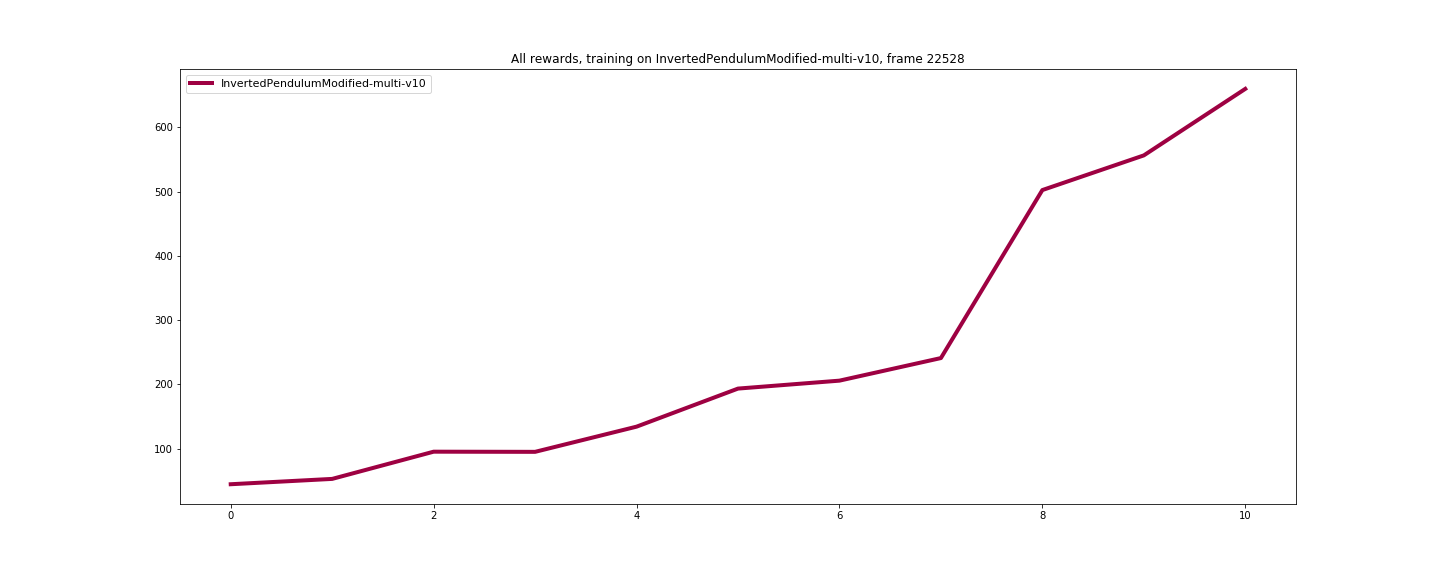 All rewards, training on InvertedPendulumModified-multi-v10, frame 22528
InvertedPendulumModified-multi-v10
600
500
400
300
200
100
0 2 4 6 8 10